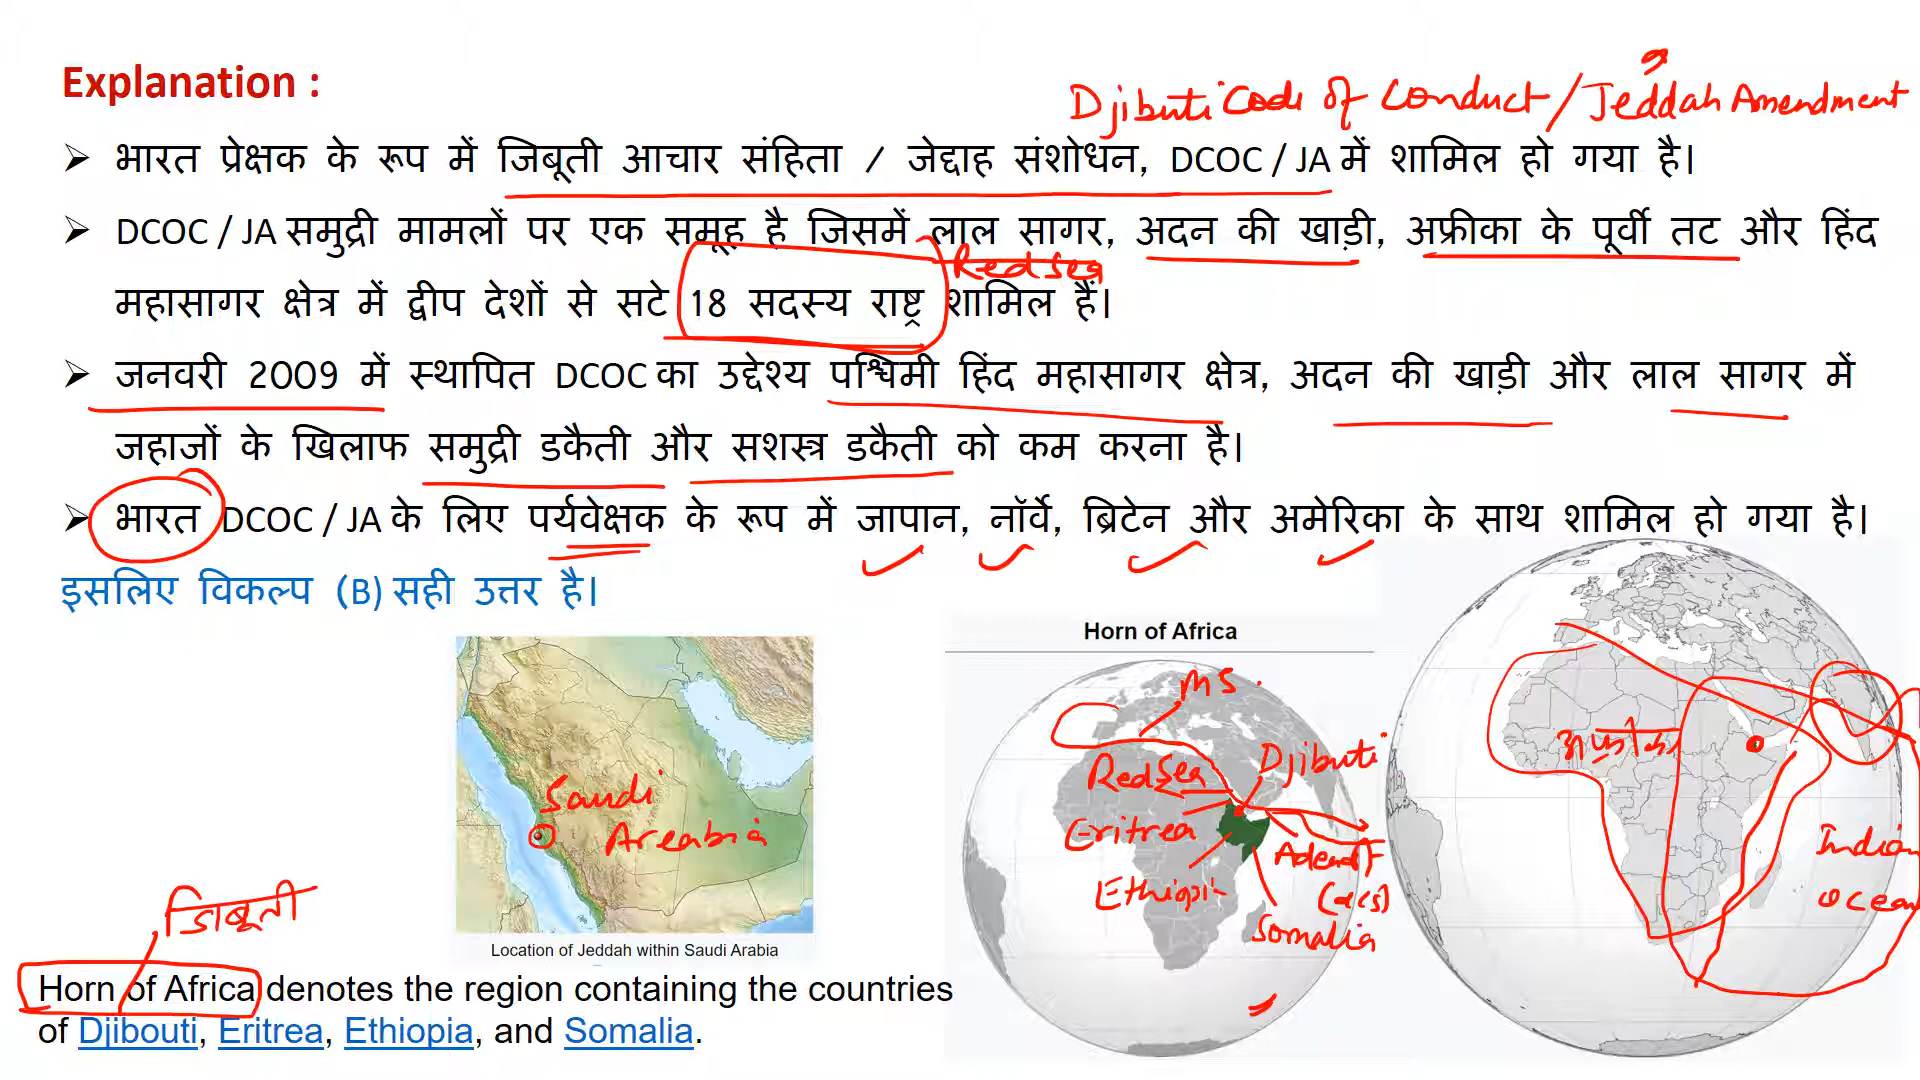 Explanation :
Djibuti Code of Conduct / Jeddah Amendment
➢ भारत प्रेक्षक के रूप में जिबूती आचार संहिता / जेद्दाह संशोधन, DCOC / JA में शामिल हो गया है।
➢ DCOC / JA समुद्री मामलों पर एक समूह है जिसमें लाल सागर, अदन की खाड़ी, अफ्रीका के पूर्वी तट और हिंद
Red Sea
महासागर क्षेत्र में द्वीप देशों से सटे 18 सदस्य राष्ट्र शामिल हैं।
➢ जनवरी 2009 में स्थापित DCOC का उद्देश्य पश्चिमी हिंद महासागर क्षेत्र, अदन की खाड़ी और लाल सागर में
जहाजों के खिलाफ समुद्री डकैती और सशस्त्र डकैती को कम करना है।
➢ भारत DCOC / JA के लिए पर्यवेक्षक के रूप में जापान, नॉर्वे, ब्रिटेन और अमेरिका के साथ शामिल हो गया है।
इसलिए विकल्प (B) सही उत्तर है।
Horn of Africa
MS
Red Sea
Djibuti
Eritrea
Ethiopi
Somalia
Saudi
Areabia
Indian
Ocean
Location of Jeddah within Saudi Arabia
जिबूती
Horn of Africa denotes the region containing the countries
of Djibouti, Eritrea, Ethiopia, and Somalia.